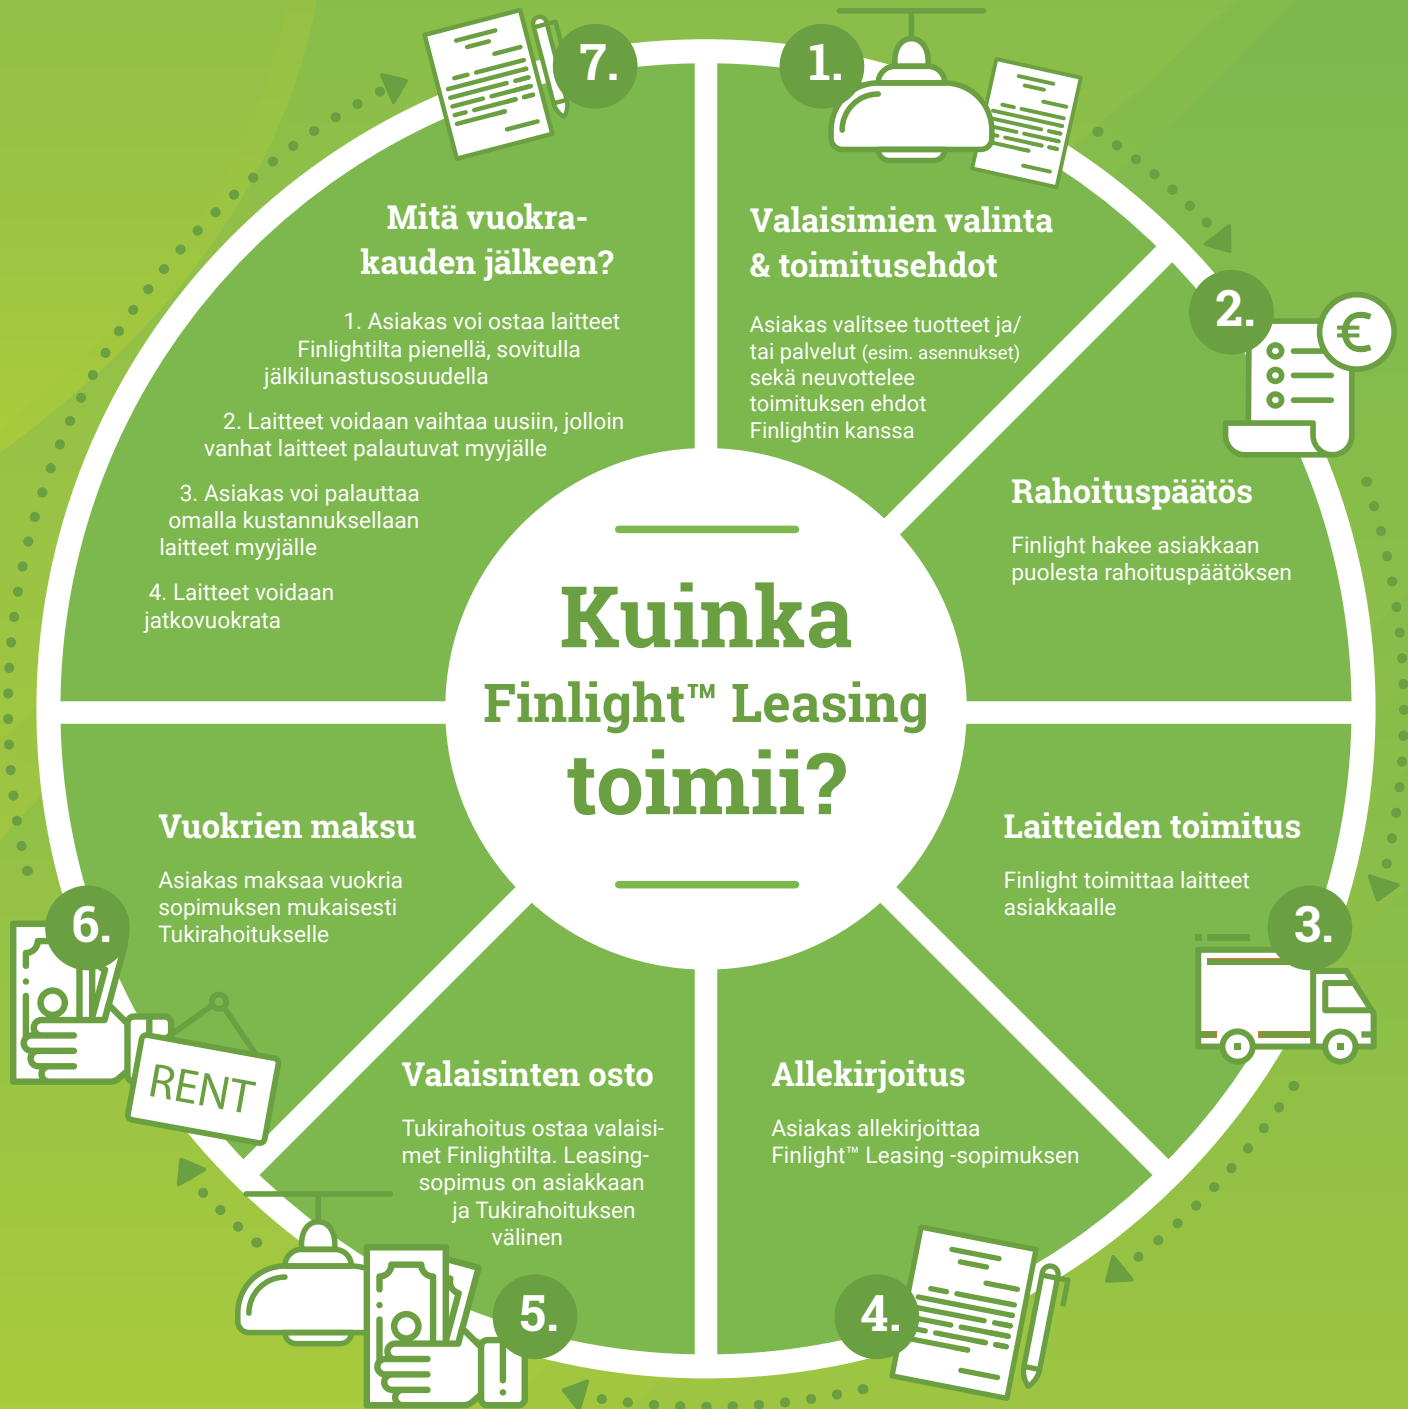 Kuinka
Finlight™ Leasing
toimii?
1.
Valaisimien valinta
& toimitusehdot
Asiakas valitsee tuotteet ja/
tai palvelut (esim. asennukset)
sekä neuvottelee
toimituksen ehdot
Finlightin kanssa
2.
€
Rahoituspäätös
Finlight hakee asiakkaan
puolesta rahoituspäätöksen
3.
Laitteiden toimitus
Finlight toimittaa laitteet
asiakkaalle
4.
Allekirjoitus
Asiakas allekirjoittaa
Finlight™ Leasing -sopimuksen
5.
Valaisinten osto
Tukirahoitus ostaa valaisi-
met Finlightilta. Leasing-
sopimus on asiakkaan
ja Tukirahoituksen
välinen
6.
Vuokrien maksu
Asiakas maksaa vuokria
sopimuksen mukaisesti
Tukirahoitukselle
RENT
7.
Mitä vuokra-
kauden jälkeen?
1. Asiakas voi ostaa laitteet
Finlightilta pienellä, sovitulla
jälkilunastusosuudella
2. Laitteet voidaan vaihtaa uusiin, jolloin
vanhat laitteet palautuvat myyjälle
3. Asiakas voi palauttaa
omalla kustannuksellaan
laitteet myyjälle
4. Laitteet voidaan
jatkovuokrata